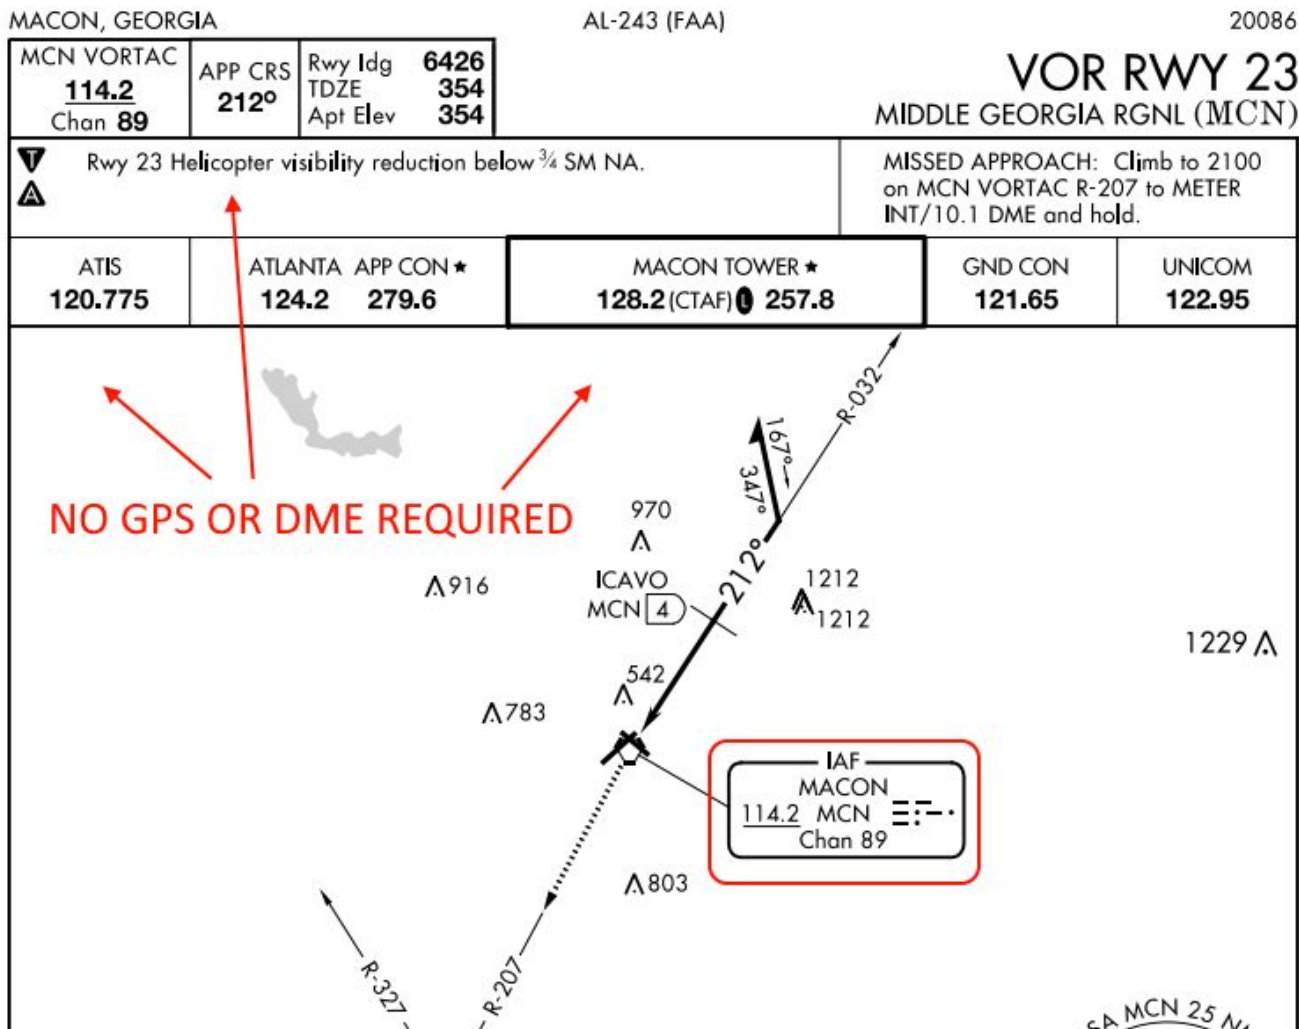 MACON, GEORGIA
AL-243 (FAA)
20086
MCN VORTAC
114.2
Chan 89
APP CRS
212°
Rwy ldg 6426
TDZE 354
Apt Elev 354
VOR RWY 23
MIDDLE GEORGIA RGNL (MCN)
T
A
Rwy 23 Helicopter visibility reduction below ¾ SM NA.
MISSED APPROACH: Climb to 2100
on MCN VORTAC R-207 to METER
INT/10.1 DME and hold.
ATIS
120.775
ATLANTA APP CON ★
124.2 279.6
MACON TOWER ★
128.2 (CTAF) L 257.8
GND CON
121.65
UNICOM
122.95
R-032
167°
347°
NO GPS OR DME REQUIRED
970
212°
916
ICAVO
MCN 4
1212
1212
1229
542
783
IAF
MACON
114.2 MCN
Chan 89
803
R-327
R-207
SA MCN 25 N